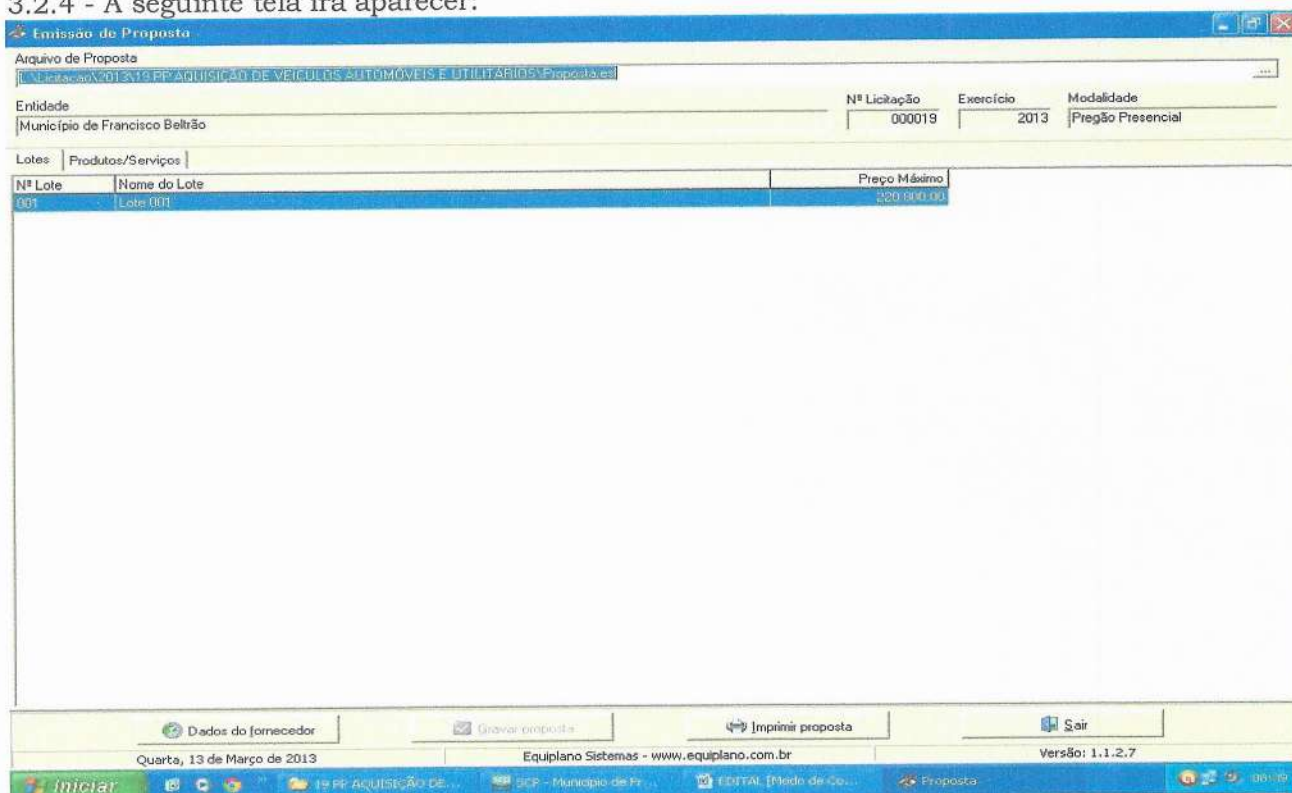 3.2.4 - A seguinte tela irá aparecer:
Emissão de Proposta
Arquivo de Proposta
L:\Licitacao\2013\19 PP AQUISIÇÃO DE VEICULOS AUTOMÓVEIS E UTILITÁRIOS\Proposta.esl
...
Entidade
Nº Licitação
Exercício
Modalidade
Município de Francisco Beltrão
000019
2013
Pregão Presencial
Lotes
Produtos/Serviços
Nº Lote
Nome do Lote
Preço Máximo
001
Lote 001
Dados do fornecedor
Gravar proposta
Imprimir proposta
Sair
Quarta, 13 de Março de 2013
Equiplano Sistemas - www.equiplano.com.br
Versão: 1.1.2.7
Iniciar
19 PP AQUISIÇÃO DE...
SCP - Município de Fr...
EDITAL [Modo de Co...
Proposta